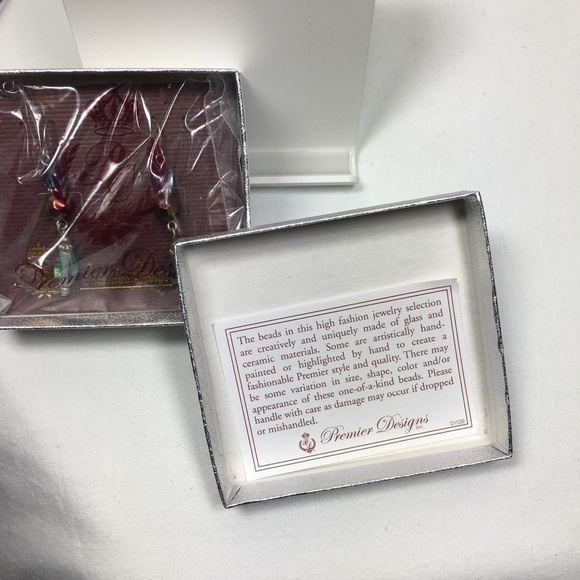 Premier Designs
The beads in this high fashion jewelry selection
are creatively and uniquely made of glass and
ceramic materials. Some are artistically hand-
painted or highlighted by hand to create a
fashionable Premier style and quality. There may
be some variation in size, shape, color and/or
appearance of these one-of-a-kind beads. Please
handle with care as damage may occur if dropped
or mishandled.
Premier Designs
INC.